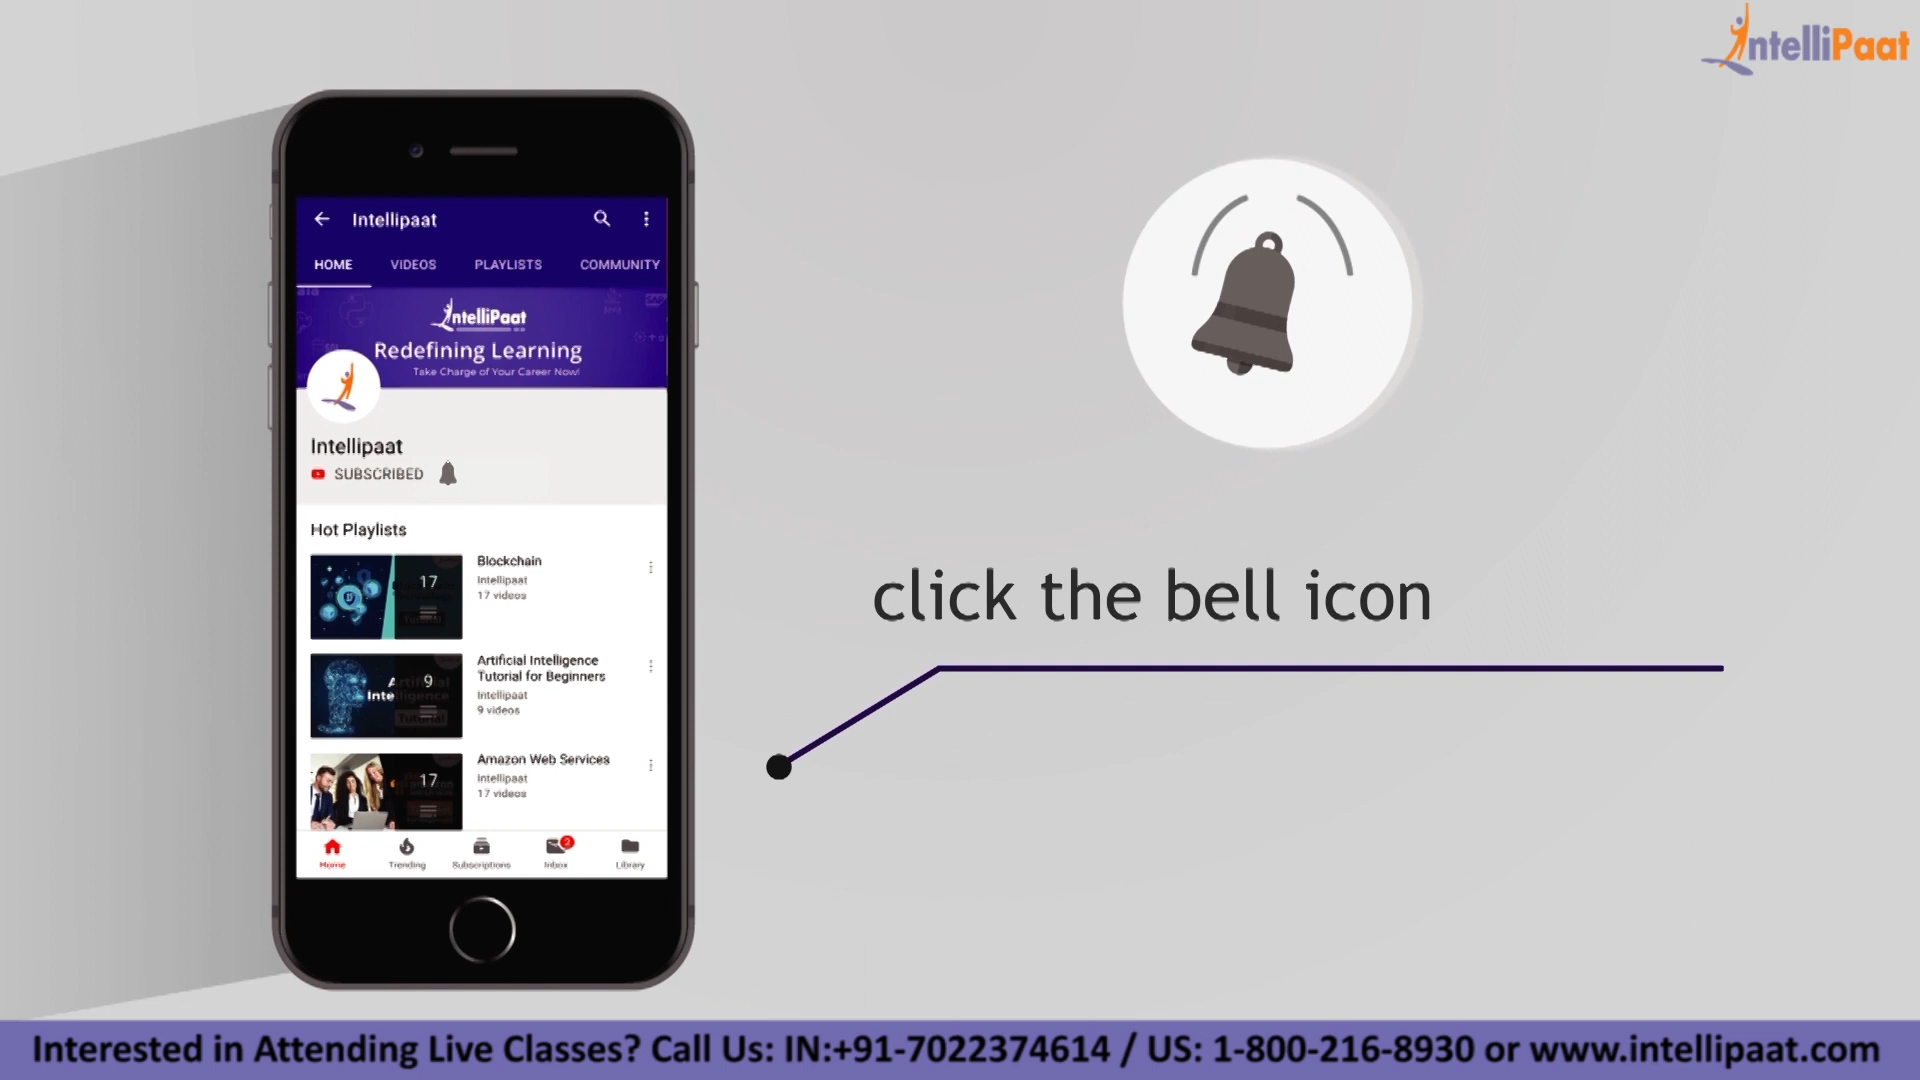 IntelliPaat
Intellipaat
HOME VIDEOS PLAYLISTS COMMUNITY
IntelliPaat
Redefining Learning
Take Charge of Your Career Now!
Intellipaat
SUBSCRIBED
Hot Playlists
17
Blockchain
Intellipaat
17 videos
9
Artificial Intelligence
Tutorial for Beginners
Intellipaat
9 videos
17
Amazon Web Services
Intellipaat
17 videos
2
Home Trending Subscriptions Inbox Library
click the bell icon
Interested in Attending Live Classes? Call Us: IN:+91-7022374614 / US: 1-800-216-8930 or www.intellipaat.com